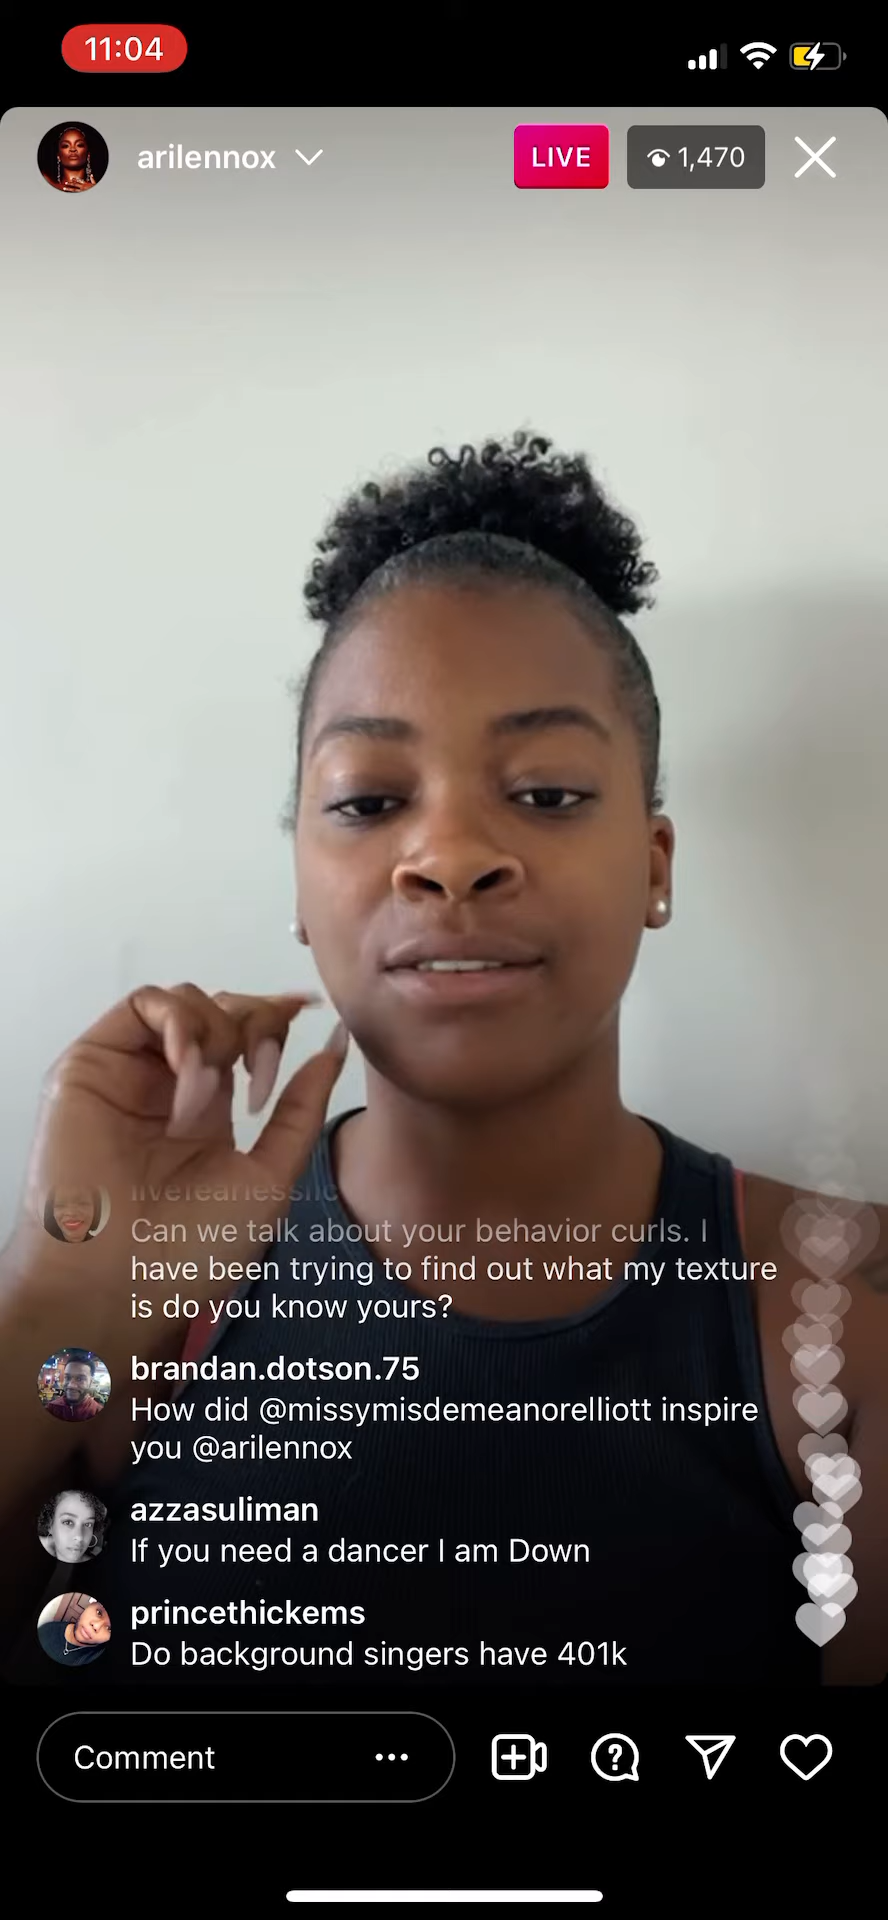 11:04
arilennox
LIVE
1,470
livefearlessllc
Can we talk about your behavior curls. I
have been trying to find out what my texture
is do you know yours?
brandan.dotson.75
How did @missymisdemeanorelliott inspire
you @arilennox
azzasuliman
If you need a dancer I am Down
princethickems
Do background singers have 401k
Comment